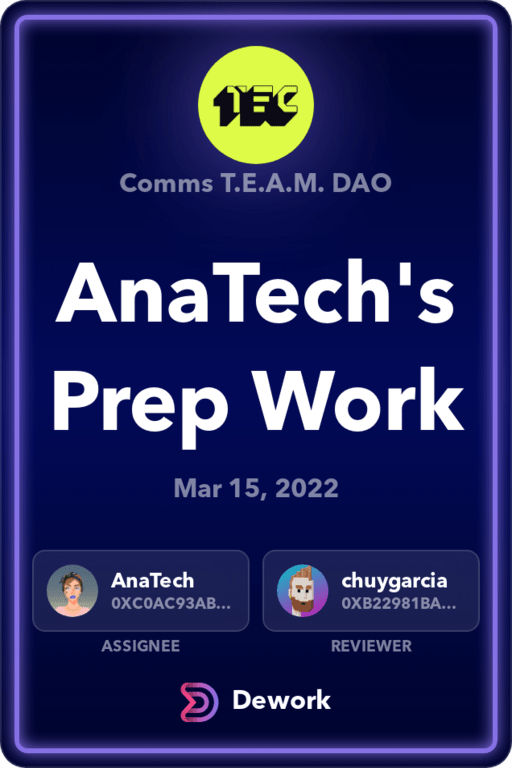 TEC
Comms T.E.A.M. DAO
AnaTech's
Prep Work
Mar 15, 2022
AnaTech
0XC0AC93AB...
ASSIGNEE
chuygarcia
0XB22981BA...
REVIEWER
Dework